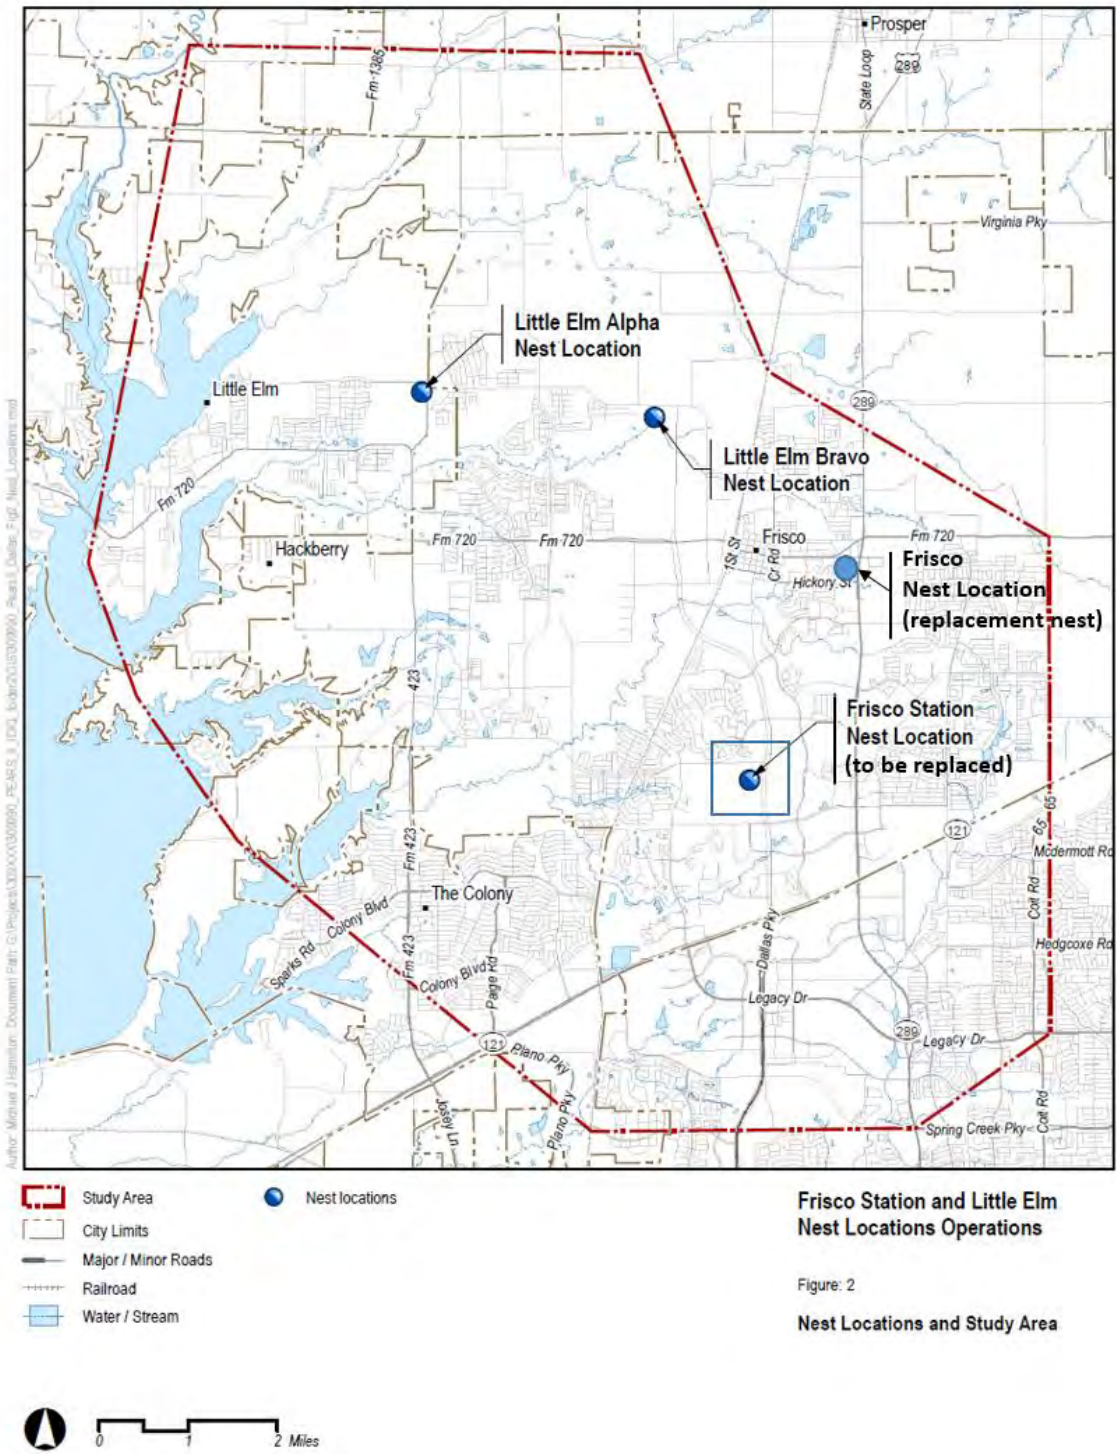 Prosper
289
State Loop
Fm 1385
Virginia Pky
Little Elm Alpha
Nest Location
Little Elm
289
Little Elm Bravo
Nest Location
Fm 720
Fm 720
Fm 720
Fm 720
Frisco
1St St
Cr Rd
Hickory St
Hackberry
Frisco
Nest Location
(replacement nest)
423
Frisco Station
Nest Location
(to be replaced)
65
65
121
Mcdermott Rd
Coit Rd
Fm 423
The Colony
Colony Blvd
Sparks Rd
Fm 423
Colony Blvd
Paige Rd
Dallas Pky
Hedgcoxe Rd
Legacy Dr
289
Legacy Dr
121
Plano Pky
Plano Pky
Josey Ln
Spring Creek Pky
Coit Rd
Study Area
Nest locations
City Limits
Major / Minor Roads
Railroad
Water / Stream
Frisco Station and Little Elm
Nest Locations Operations
Figure: 2
Nest Locations and Study Area
0 1 2 Miles